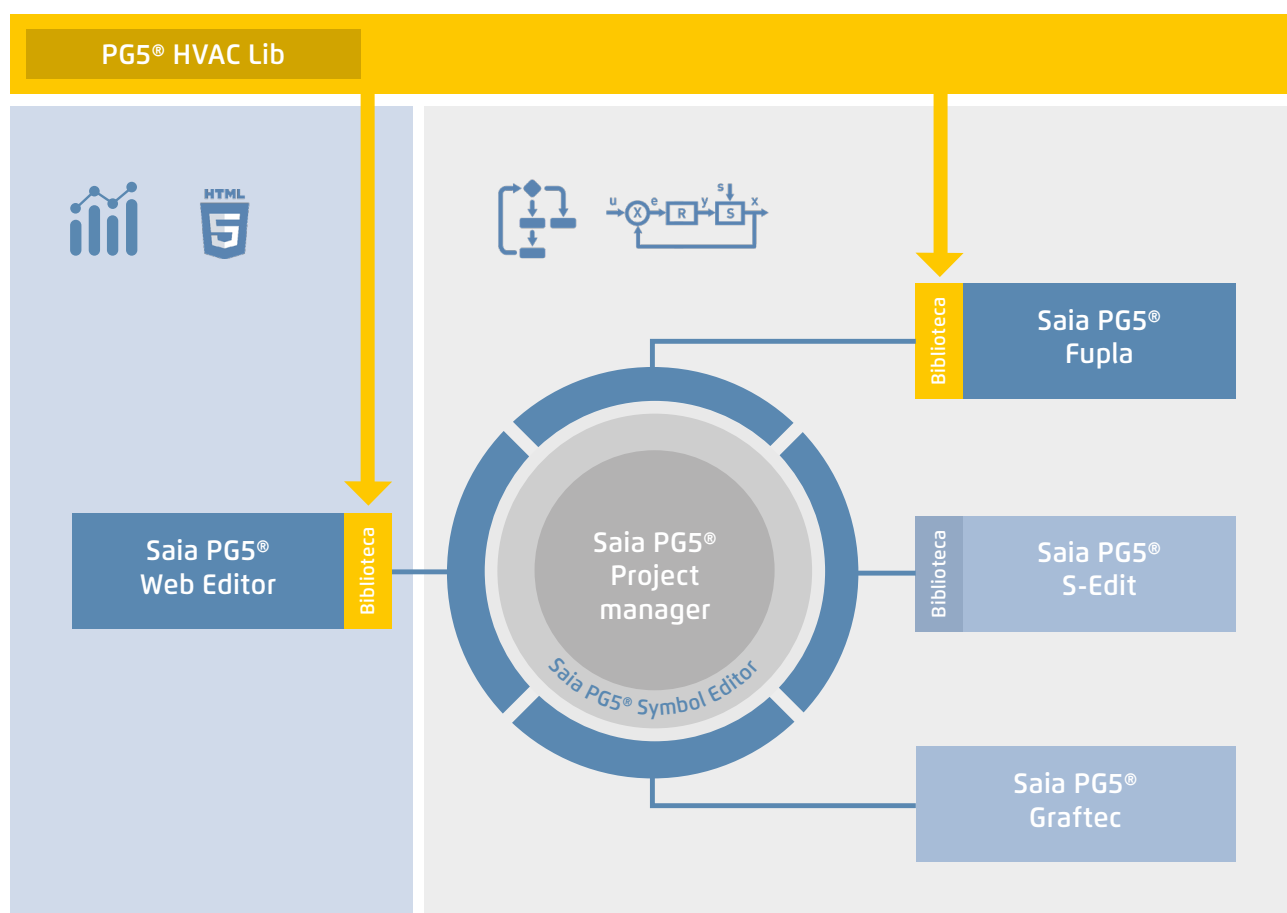 PG5® HVAC Lib
HTML
5
u
e
R
y
s
S
x
X
Biblioteca
Saia PG5®
Fupla
Saia PG5®
Web Editor
Biblioteca
Saia PG5®
Project
manager
Saia PG5® Symbol Editor
Biblioteca
Saia PG5®
S-Edit
Saia PG5®
Graftec